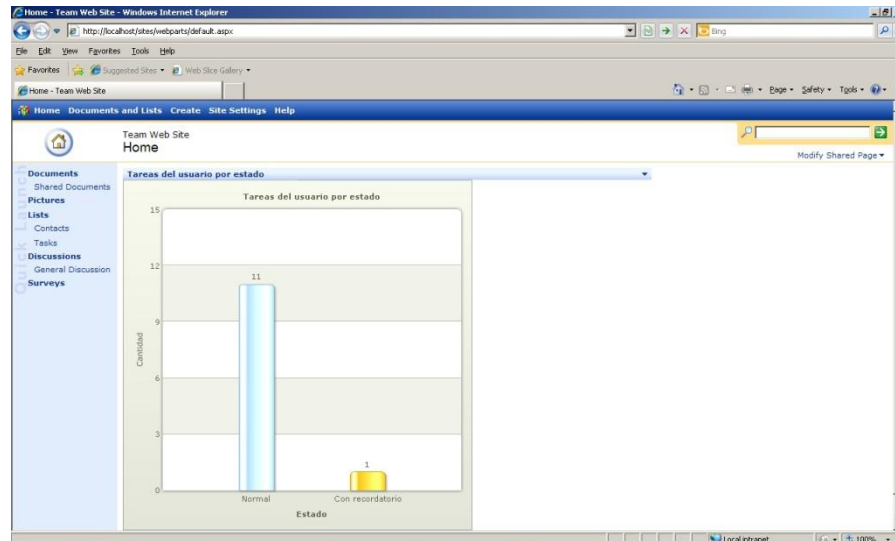 Home - Team Web Site - Windows Internet Explorer
http://localhost/sites/webparts/default.aspx
Bing
File Edit View Favorites Tools Help
Favorites Suggested Sites Web Slice Gallery
Home - Team Web Site
Page Safety Tools
Home Documents and Lists Create Site Settings Help
Team Web Site
Home
Modify Shared Page
Quick Launch
Documents
Shared Documents
Pictures
Lists
Contacts
Tasks
Discussions
General Discussion
Surveys
Tareas del usuario por estado
Tareas del usuario por estado
15
12
9
6
3
0
Cantidad
11
1
Normal
Con recordatorio
Estado
Local intranet
100%